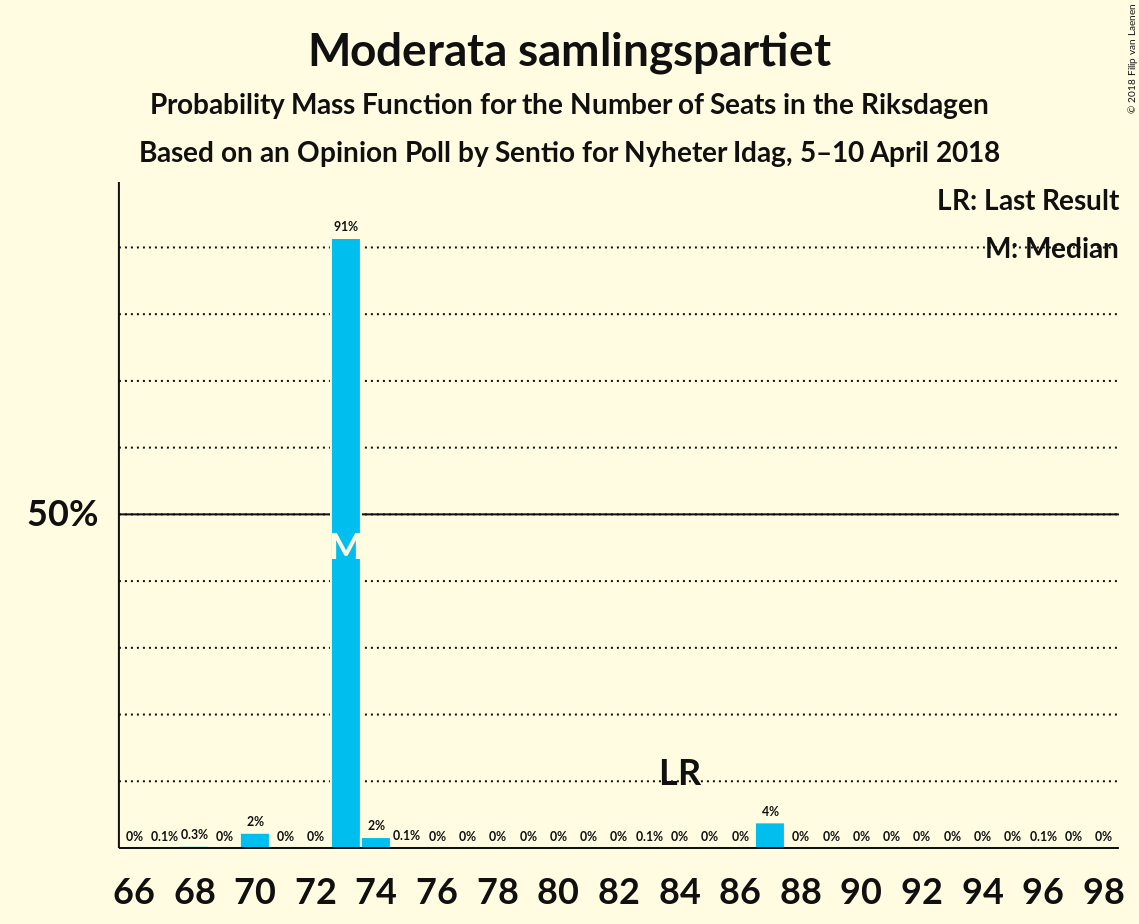 Moderata samlingspartiet
Probability Mass Function for the Number of Seats in the Riksdagen
Based on an Opinion Poll by Sentio for Nyheter Idag, 5–10 April 2018
© 2018 Filip van Laenen
LR: Last Result
M: Median
91%
50%
M
LR
0% 0.1% 0.3% 0% 2% 0% 0% 2% 0.1% 0% 0% 0% 0% 0% 0% 0% 0.1% 0% 0% 0% 4% 0% 0% 0% 0% 0% 0% 0% 0% 0.1% 0% 0%
66 68 70 72 74 76 78 80 82 84 86 88 90 92 94 96 98